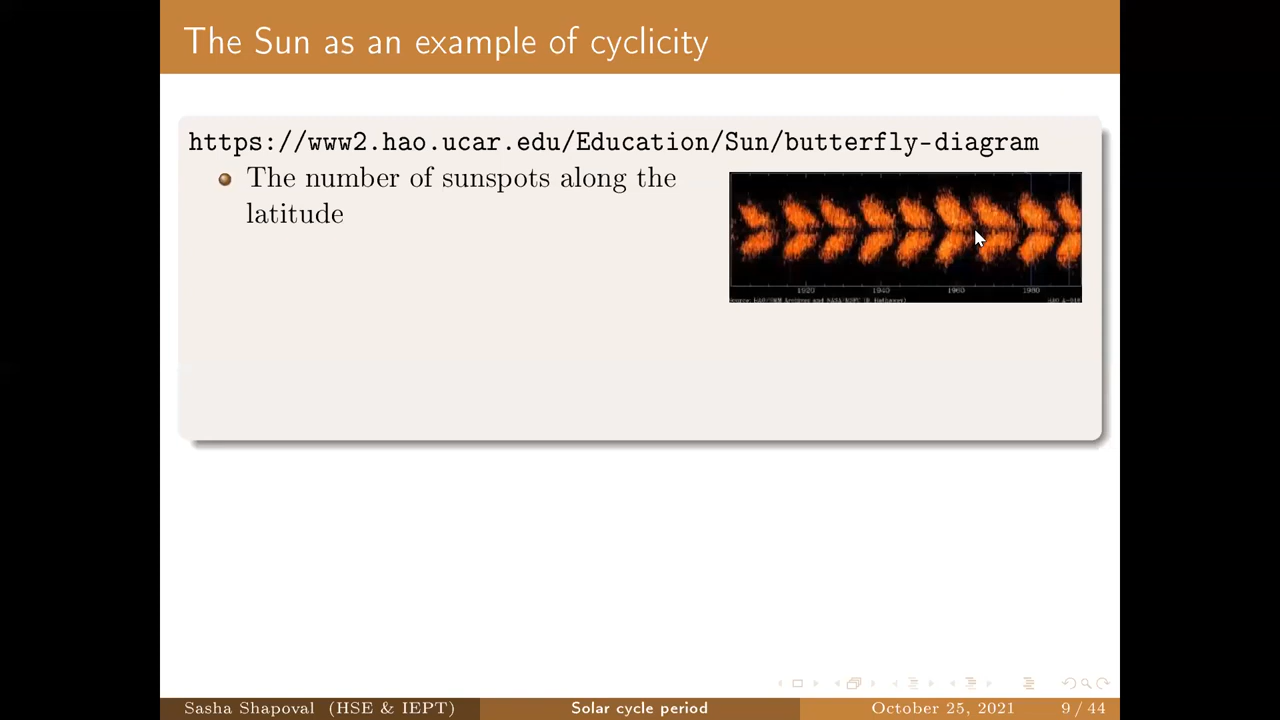 The Sun as an example of cyclicity
https://www2.hao.ucar.edu/Education/Sun/butterfly-diagram
The number of sunspots along the
latitude
1920 1940 1960 1980
Sasha Shapoval (HSE & IEPT) Solar cycle period October 25, 2021 9 / 44